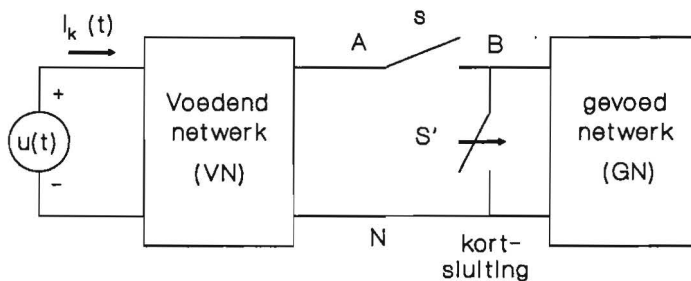 I_k (t)
s
A
B
Voedend
netwerk
(VN)
+
u(t)
−
S'
gevoed
netwerk
(GN)
N
kort-
sluiting